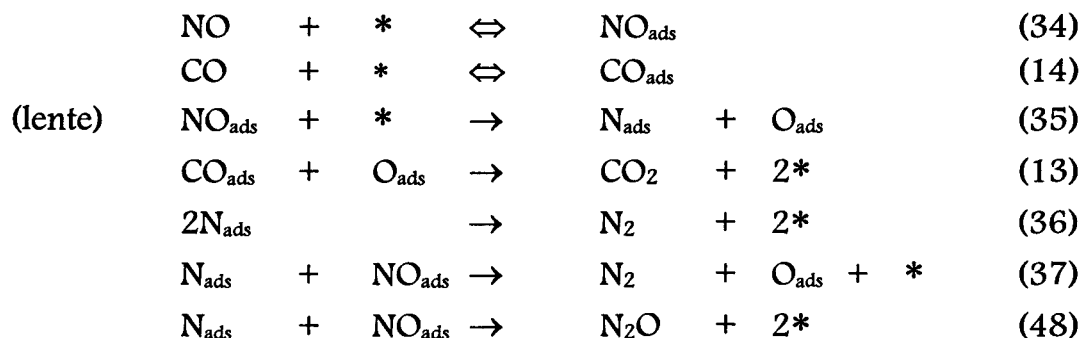 NO + * ⇔ NOads (34)
CO + * ⇔ COads (14)
(lente) NOads + * → Nads + Oads (35)
COads + Oads → CO2 + 2* (13)
2Nads → N2 + 2* (36)
Nads + NOads → N2 + Oads + * (37)
Nads + NOads → N2O + 2* (48)